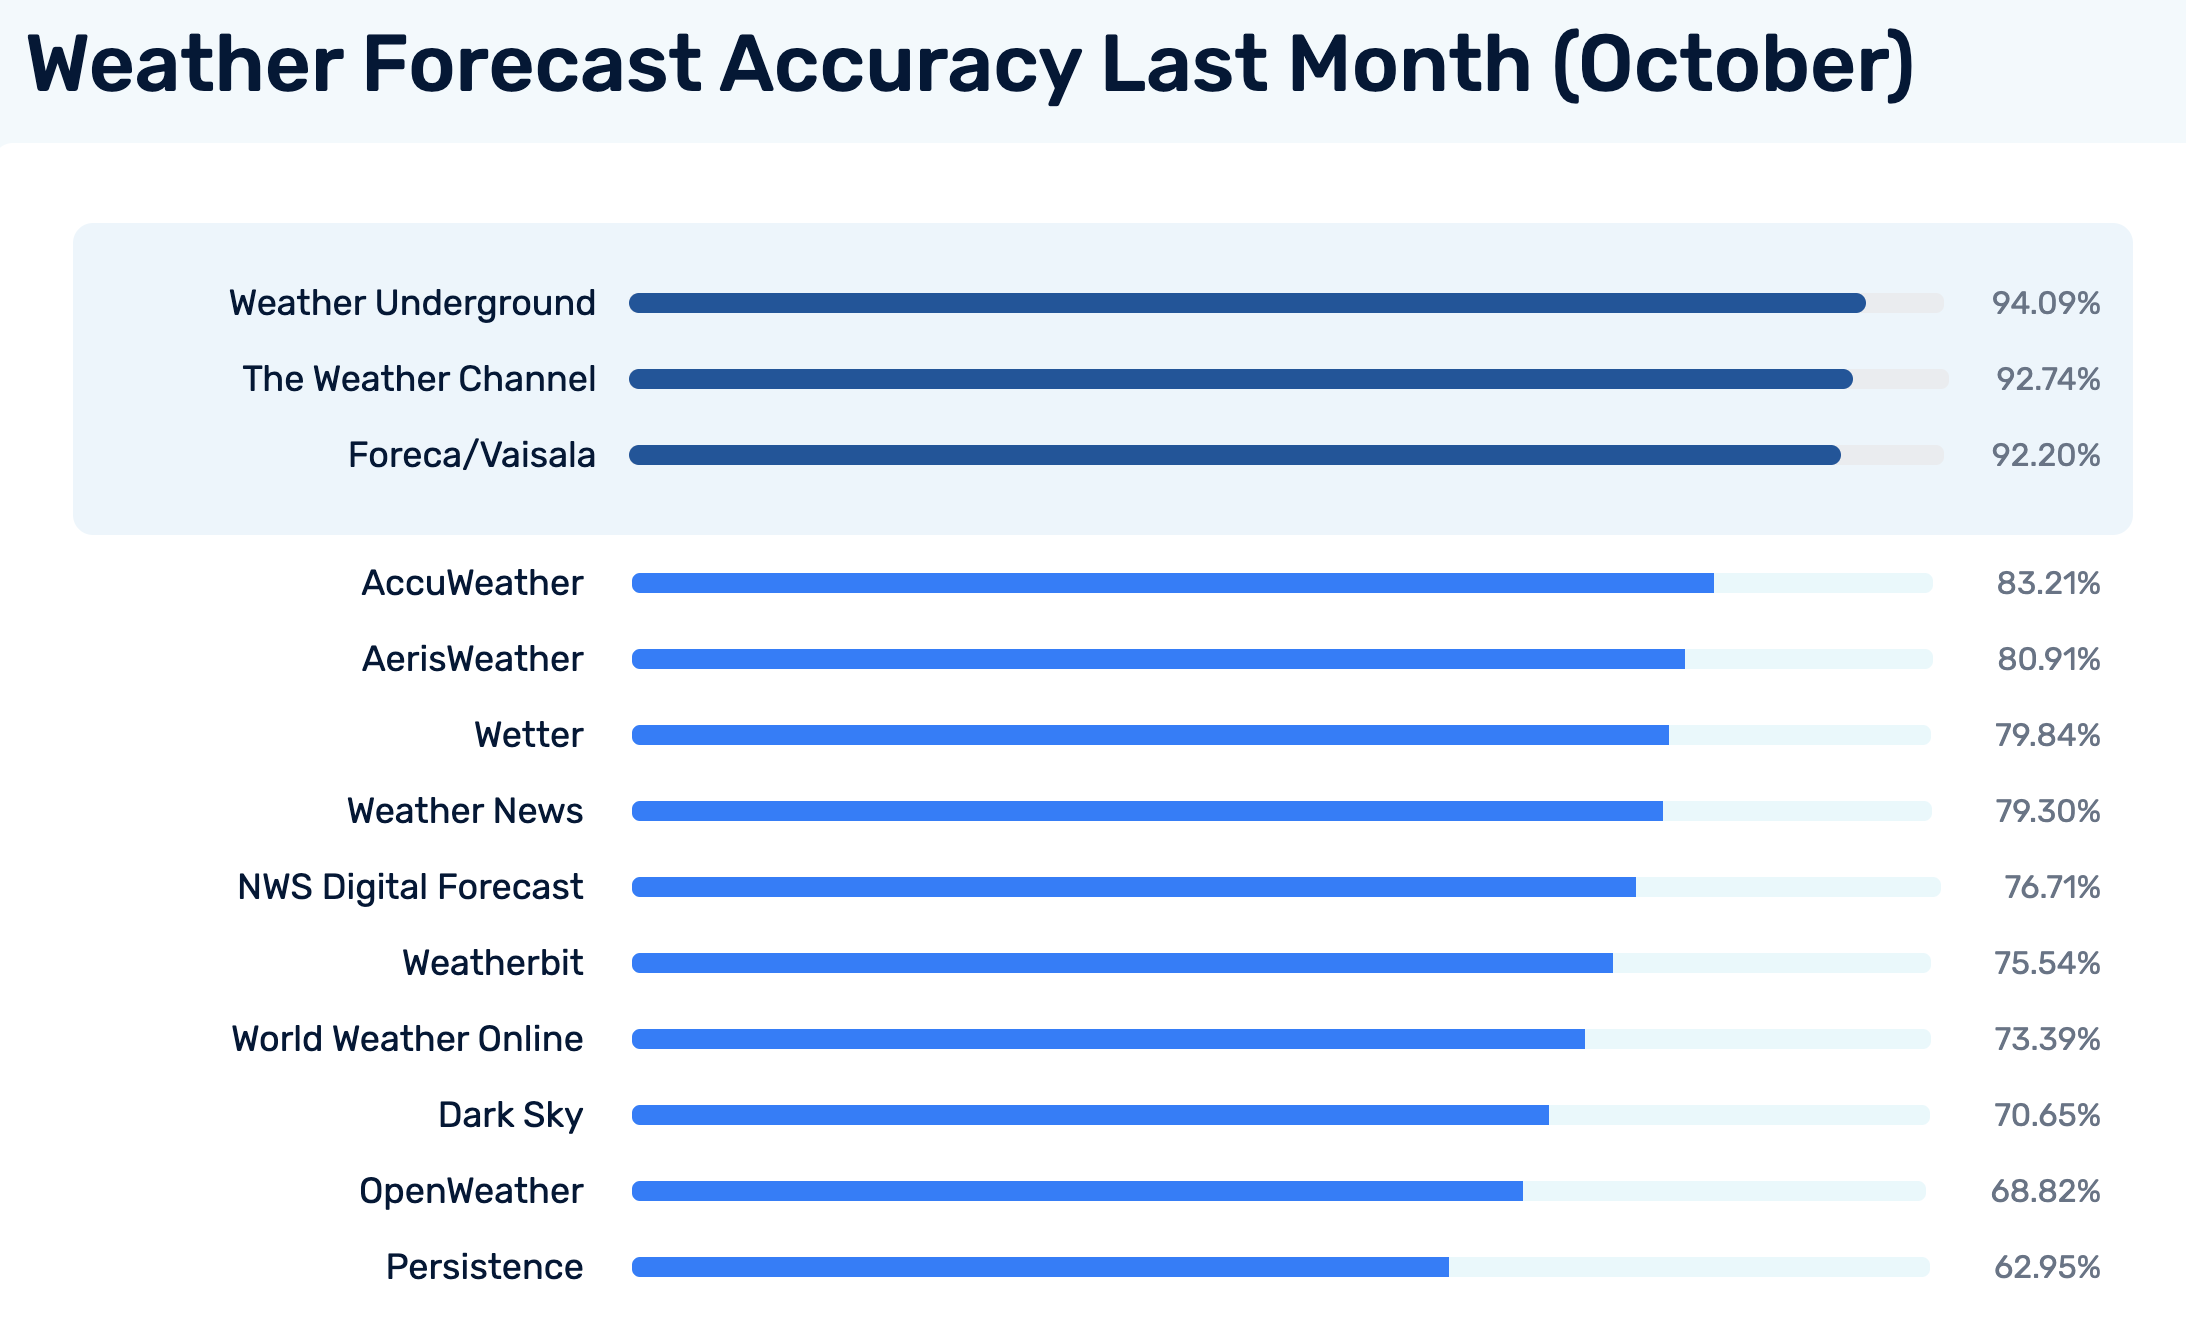 Weather Forecast Accuracy Last Month (October)
Weather Underground 94.09%
The Weather Channel 92.74%
Foreca/Vaisala 92.20%
AccuWeather 83.21%
AerisWeather 80.91%
Wetter 79.84%
Weather News 79.30%
NWS Digital Forecast 76.71%
Weatherbit 75.54%
World Weather Online 73.39%
Dark Sky 70.65%
OpenWeather 68.82%
Persistence 62.95%